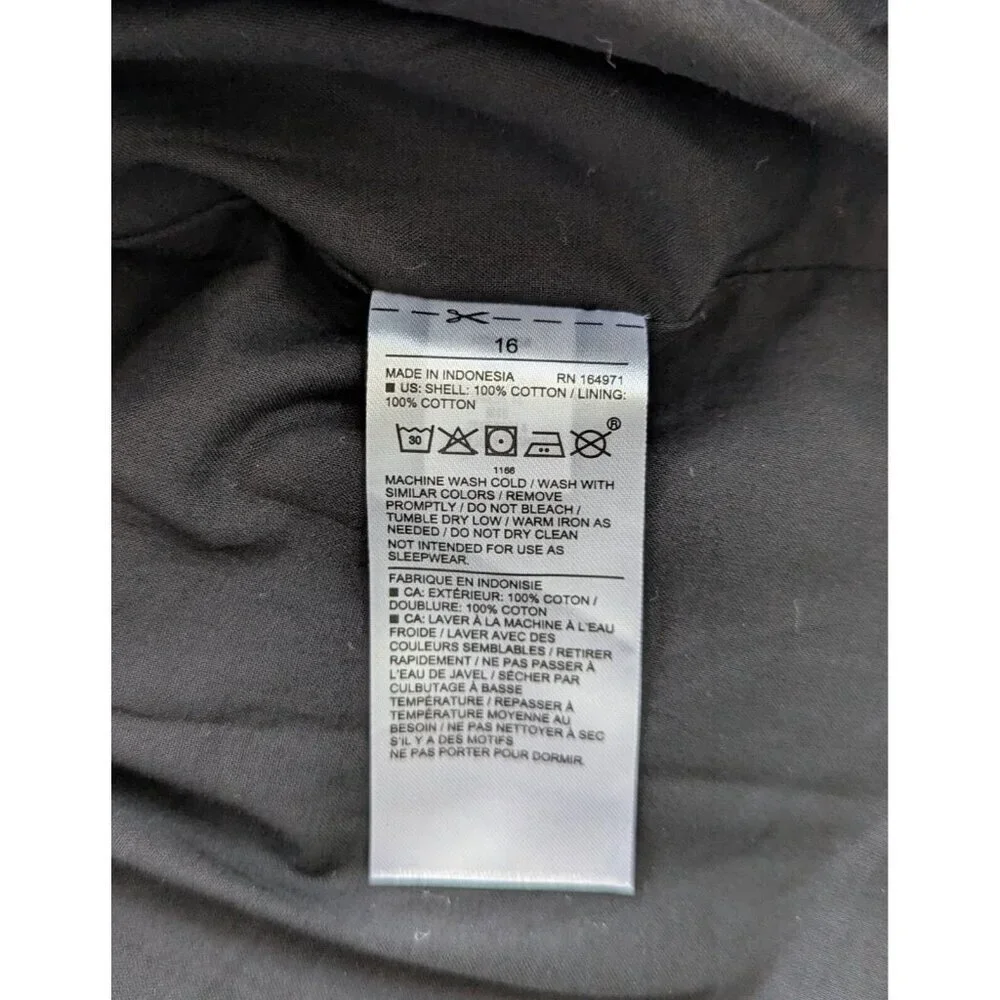 16
MADE IN INDONESIA RN 164971
■ US: SHELL: 100% COTTON / LINING:
100% COTTON
30
®
1166
MACHINE WASH COLD / WASH WITH
SIMILAR COLORS / REMOVE
PROMPTLY / DO NOT BLEACH /
TUMBLE DRY LOW / WARM IRON AS
NEEDED / DO NOT DRY CLEAN
NOT INTENDED FOR USE AS
SLEEPWEAR.
FABRIQUE EN INDONISIE
■ CA: EXTÉRIEUR: 100% COTON /
DOUBLURE: 100% COTON
■ CA: LAVER À LA MACHINE À L'EAU
FROIDE / LAVER AVEC DES
COULEURS SEMBLABLES / RETIRER
RAPIDEMENT / NE PAS PASSER À
L'EAU DE JAVEL / SÉCHER PAR
CULBUTAGE À BASSE
TEMPÉRATURE / REPASSER À
TEMPÉRATURE MOYENNE AU
BESOIN / NE PAS NETTOYER À SEC
S'IL Y A DES MOTIFS
NE PAS PORTER POUR DORMIR.